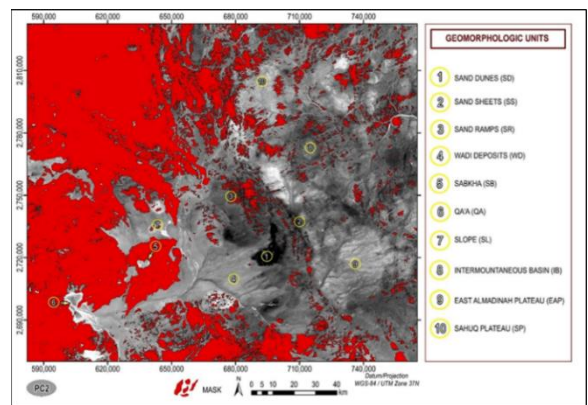 590,000 620,000 650,000 680,000 710,000 740,000
2,810,000
2,780,000
2,750,000
2,720,000
2,690,000
590,000 620,000 650,000 680,000 710,000 740,000
PC2
MASK
N
0 5 10 20 30 40
km
Datum/Projection
WGS-84 / UTM Zone 37N
GEOMORPHOLOGIC UNITS
1 SAND DUNES (SD)
2 SAND SHEETS (SS)
3 SAND RAMPS (SR)
4 WADI DEPOSITS (WD)
5 SABKHA (SB)
6 QA'A (QA)
7 SLOPE (SL)
8 INTERMOUNTANEOUS BASIN (IB)
9 EAST ALMADINAH PLATEAU (EAP)
10 SAHUQ PLATEAU (SP)